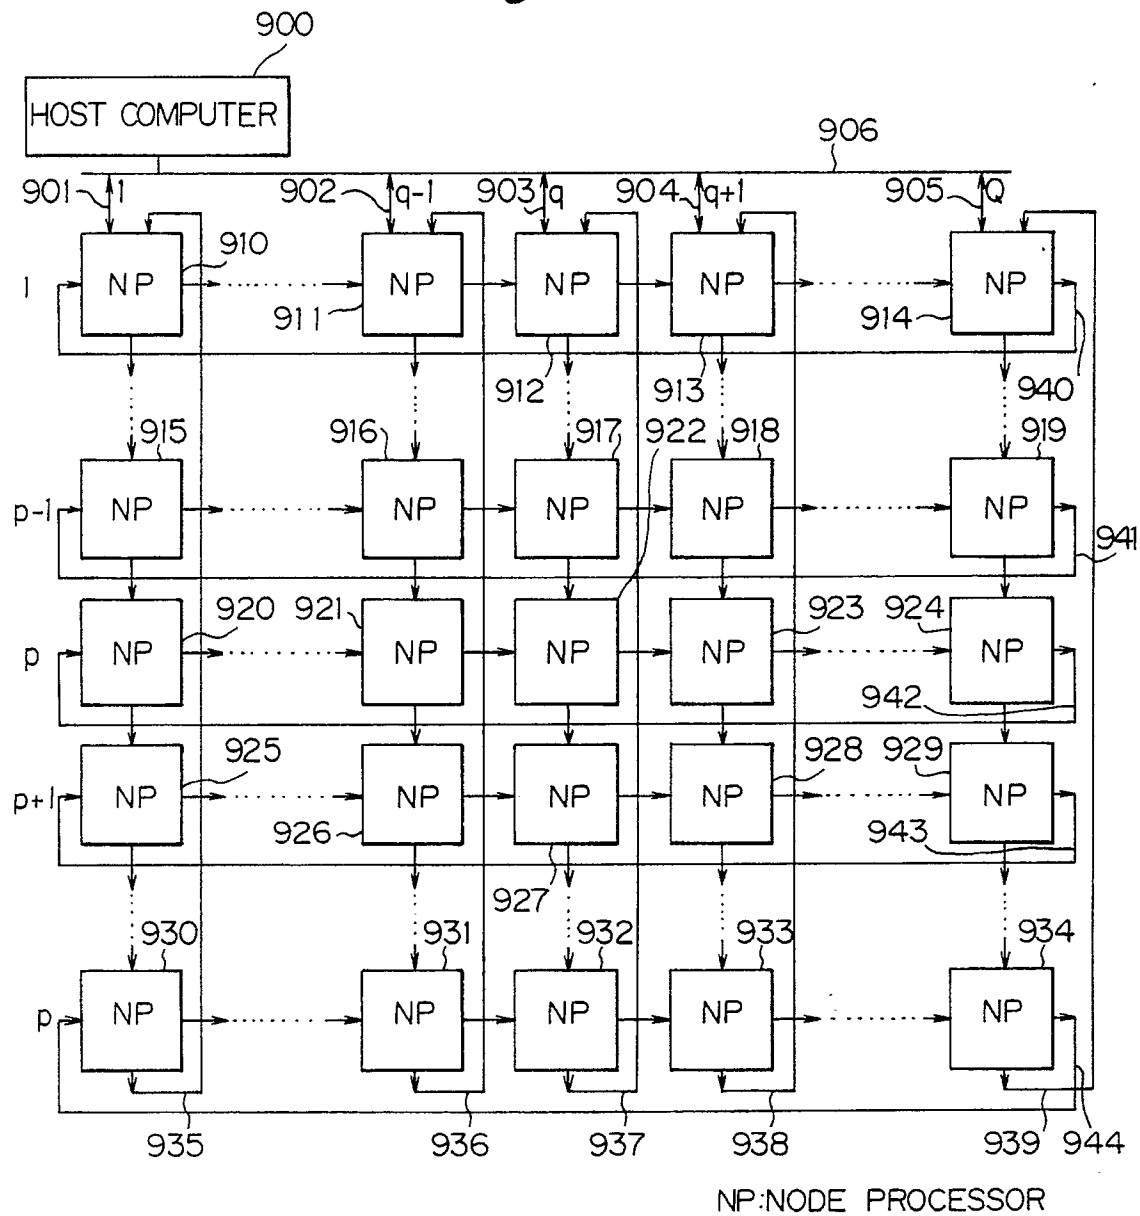 900
HOST COMPUTER
906
901 1 902 q-1 903 q 904 q+1 905 Q
910
1 NP NP NP NP NP
911 914
912 913 940
915 916 917 922 918 919
p-1 NP NP NP NP NP
941
920 921 923 924
p NP NP NP NP NP
942
925 928 929
p+1 NP NP NP NP NP
926 943
927
930 931 932 933 934
p NP NP NP NP NP
935 936 937 938 939 944
NP:NODE PROCESSOR